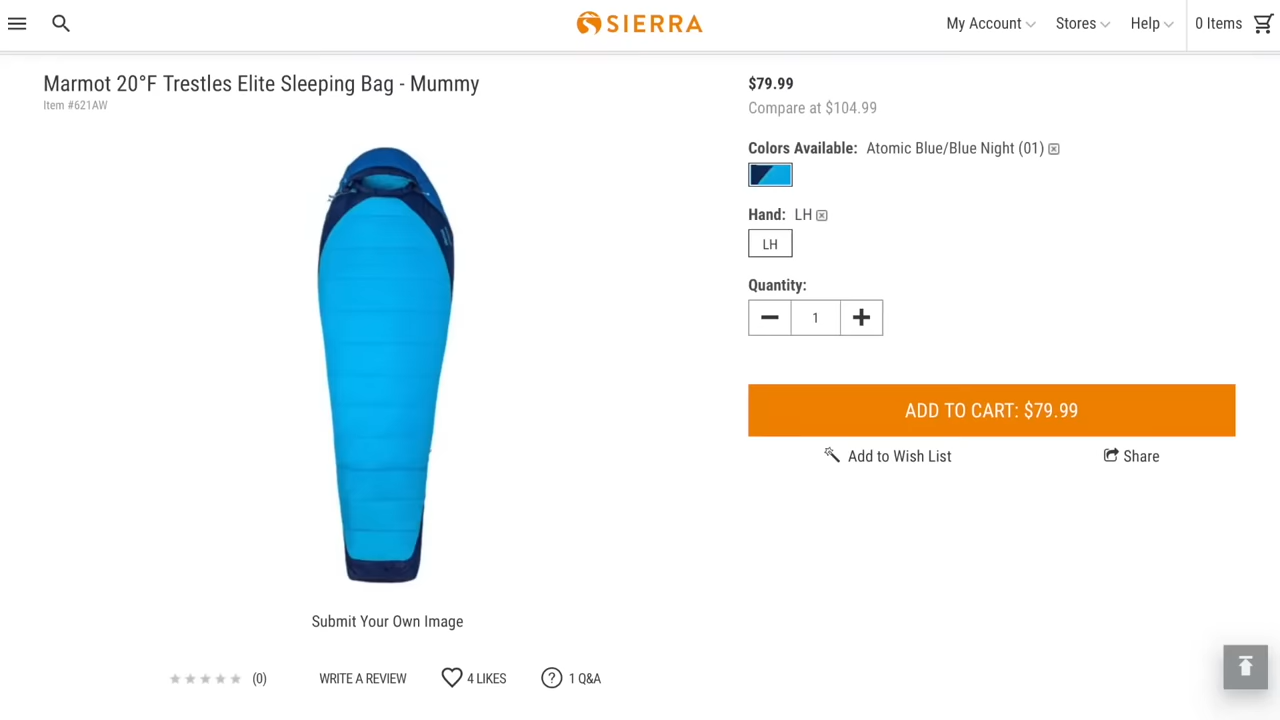 SIERRA
My Account
Stores
Help
0 Items
Marmot 20°F Trestles Elite Sleeping Bag - Mummy
Item #621AW
$79.99
Compare at $104.99
Colors Available: Atomic Blue/Blue Night (01)
Hand: LH
LH
Quantity:
1
ADD TO CART: $79.99
Add to Wish List
Share
Submit Your Own Image
(0)
WRITE A REVIEW
4 LIKES
? 1 Q&A